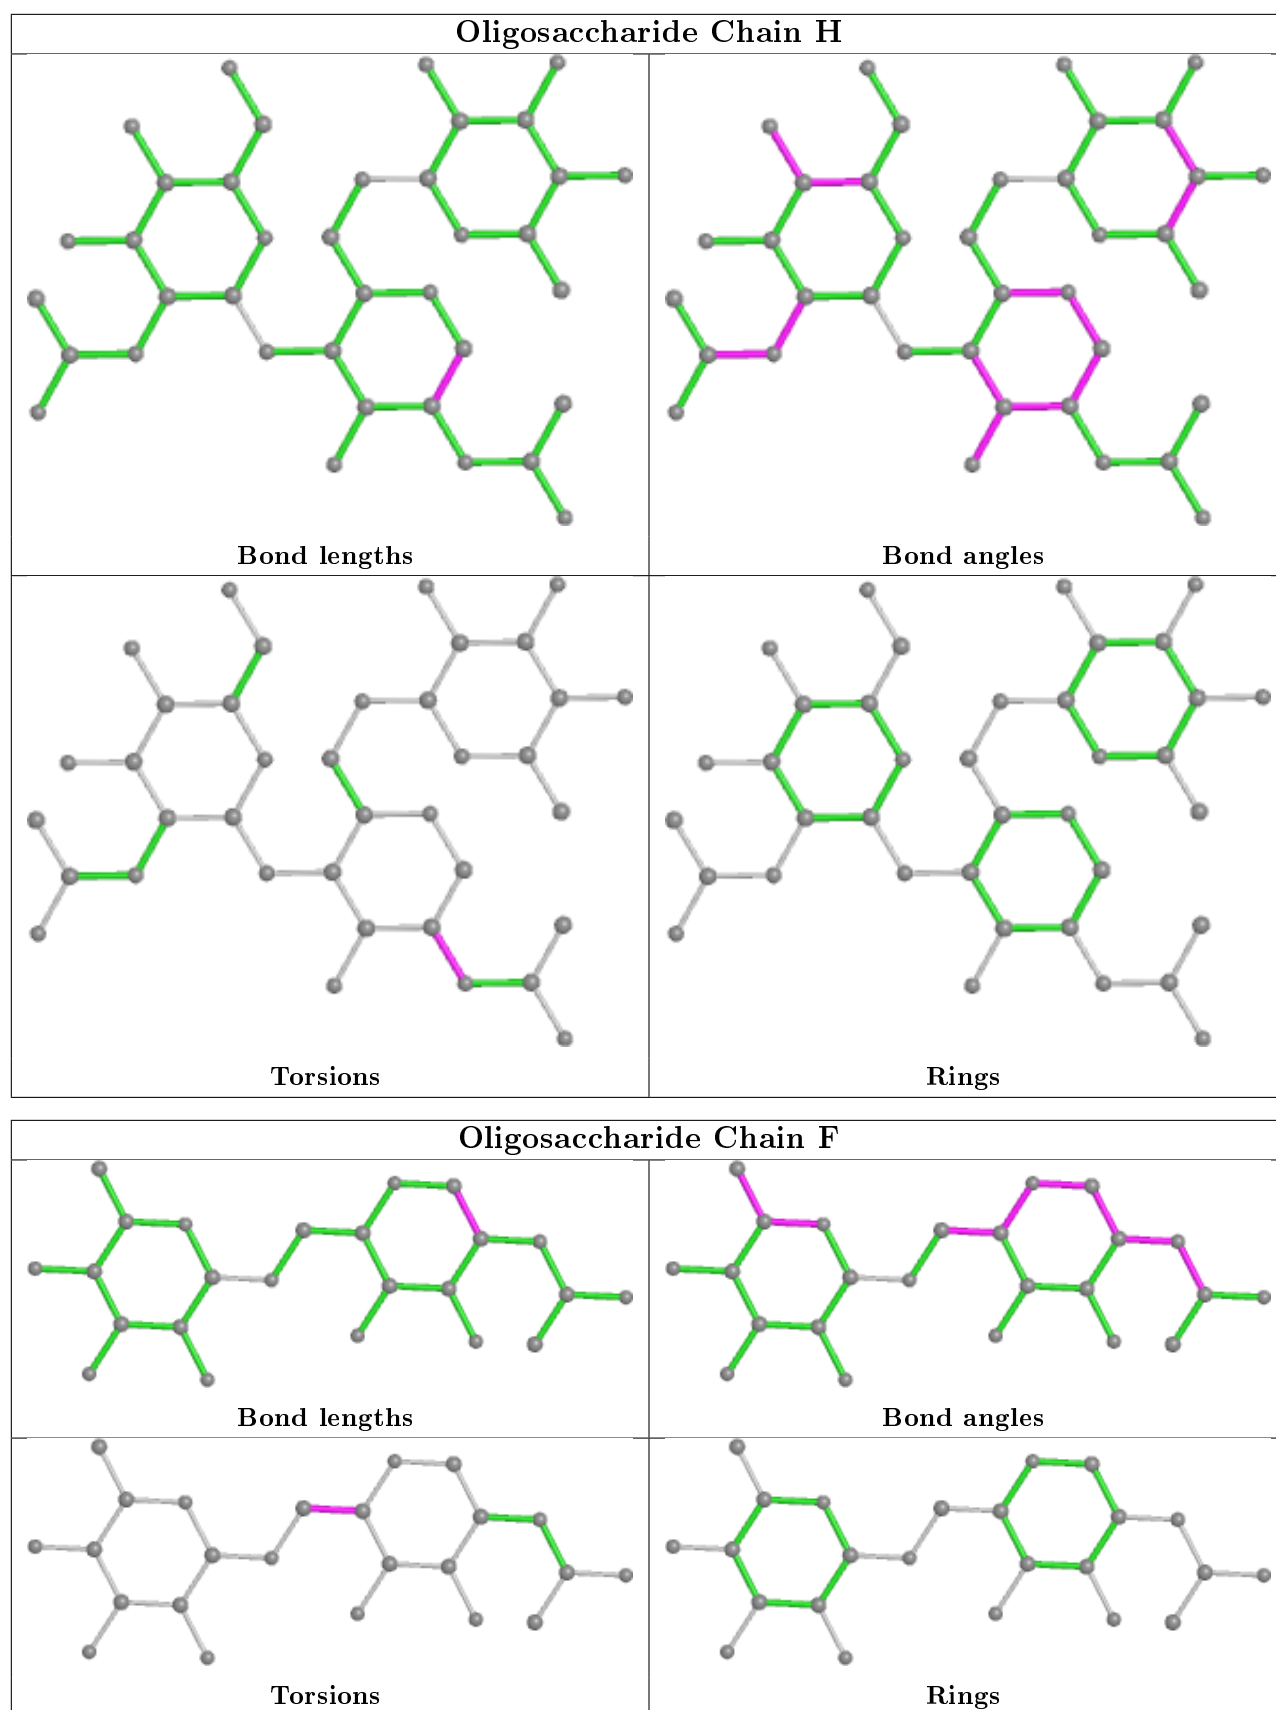 Oligosaccharide Chain H
Bond lengths
Bond angles
Torsions
Rings
Oligosaccharide Chain F
Bond lengths
Bond angles
Torsions
Rings